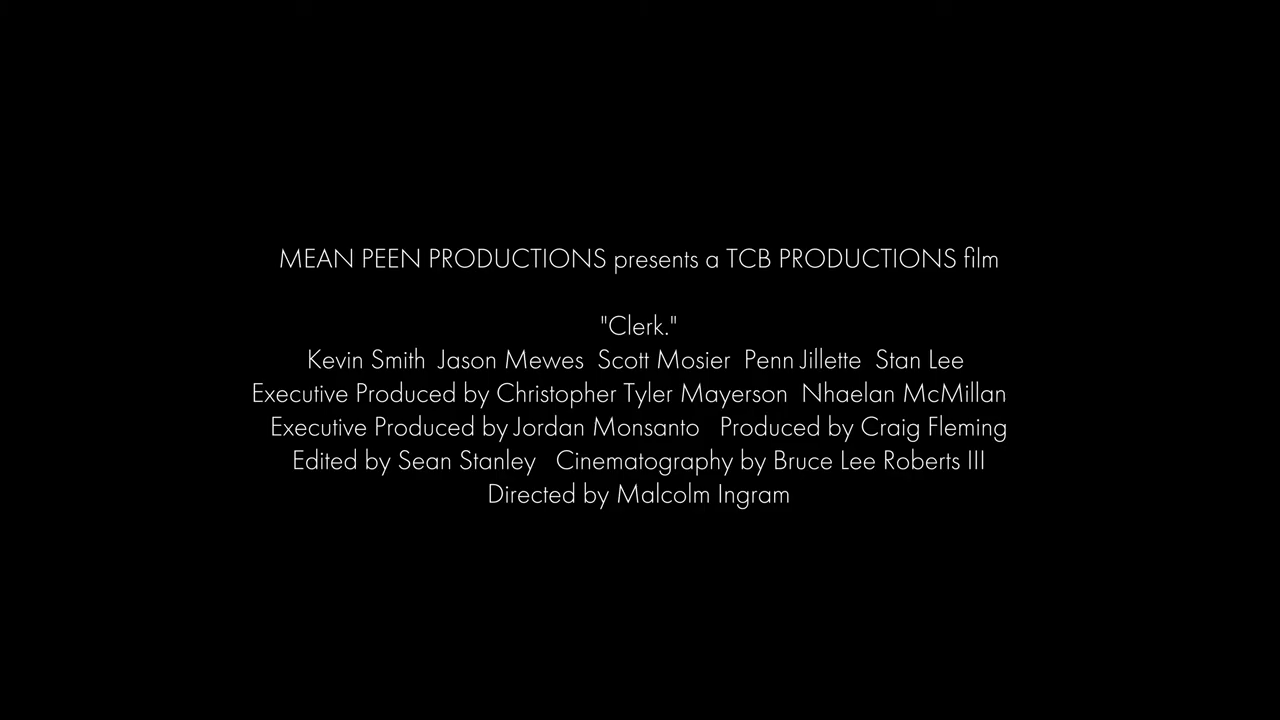 MEAN PEEN PRODUCTIONS presents a TCB PRODUCTIONS film
"Clerk."
Kevin Smith Jason Mewes Scott Mosier Penn Jillette Stan Lee
Executive Produced by Christopher Tyler Mayerson Nhaelan McMillan
Executive Produced by Jordan Monsanto Produced by Craig Fleming
Edited by Sean Stanley Cinematography by Bruce Lee Roberts III
Directed by Malcolm Ingram